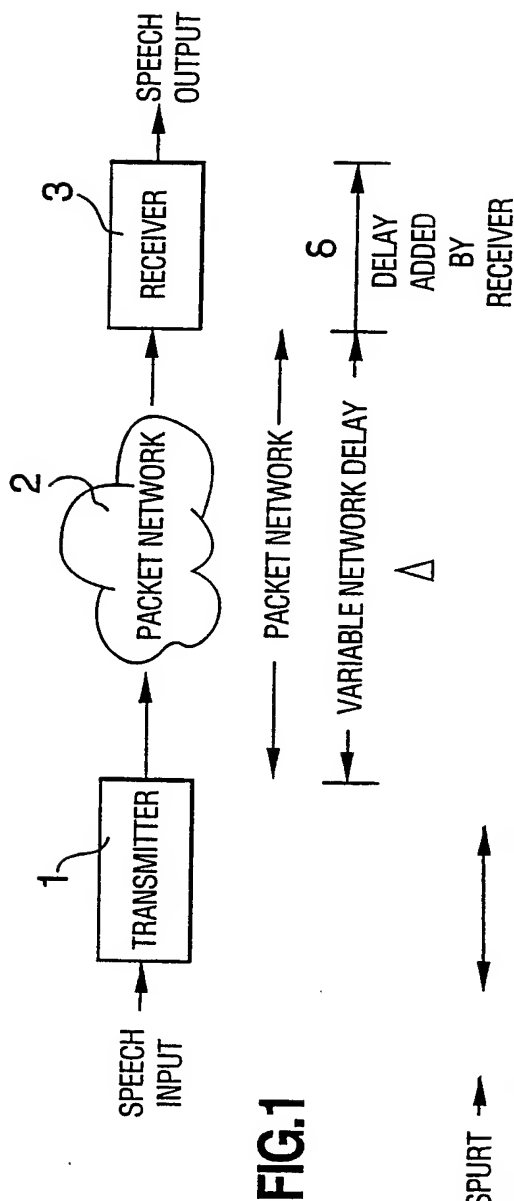 1
2
3
SPEECH
INPUT
TRANSMITTER
PACKET NETWORK
RECEIVER
SPEECH
OUTPUT
PACKET NETWORK
VARIABLE NETWORK DELAY
Δ
δ
DELAY
ADDED
BY
RECEIVER
FIG.1
SPURT